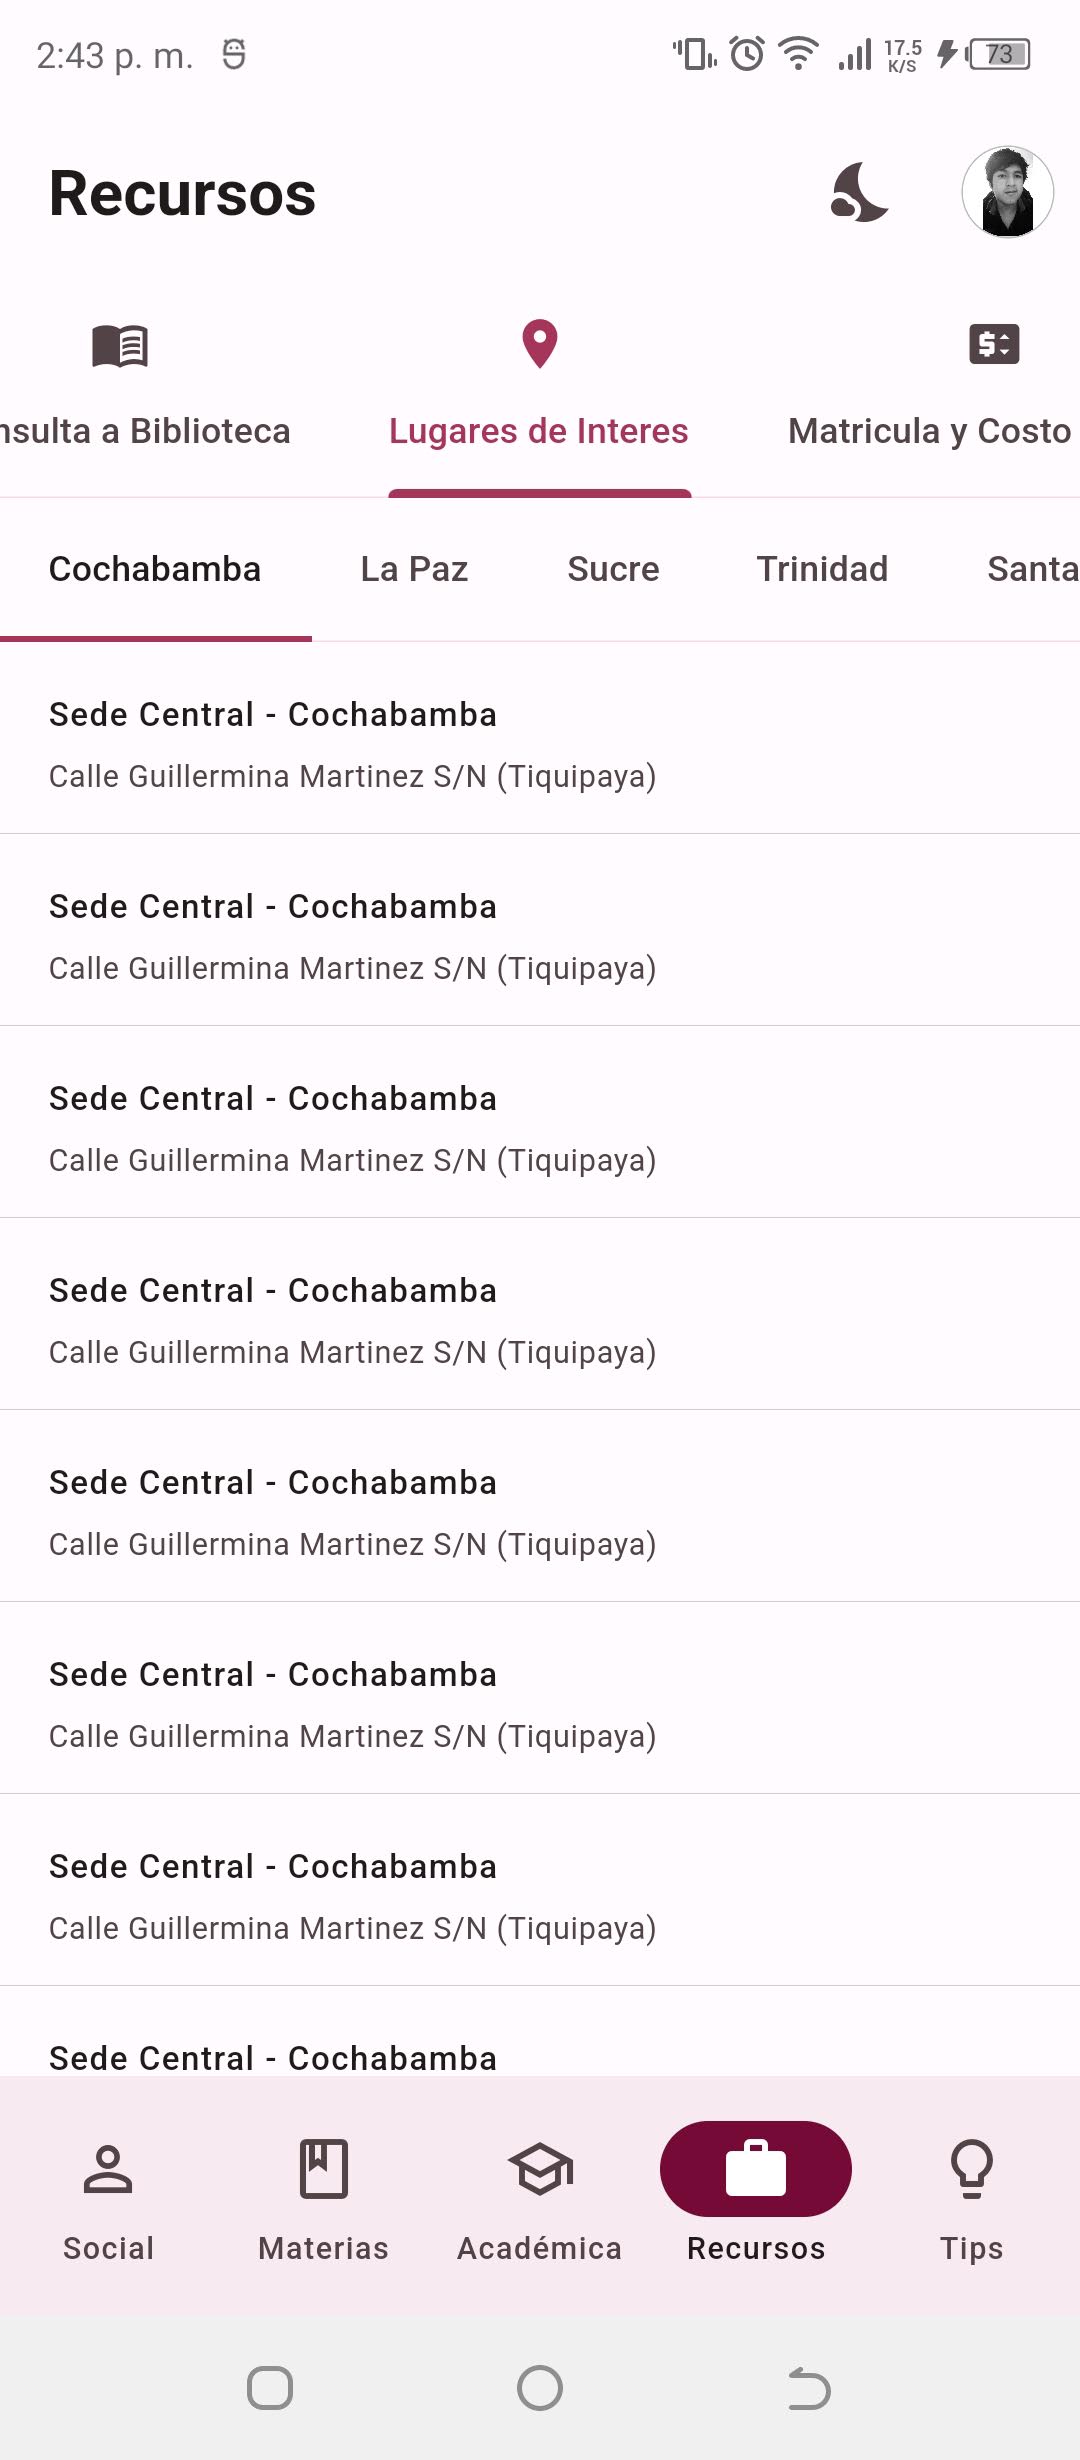 2:43 p. m.
17.5
K/S
73
Recursos
nsulta a Biblioteca
Lugares de Interes
Matricula y Costo
Cochabamba
La Paz
Sucre
Trinidad
Santa
Sede Central - Cochabamba
Calle Guillermina Martinez S/N (Tiquipaya)
Sede Central - Cochabamba
Calle Guillermina Martinez S/N (Tiquipaya)
Sede Central - Cochabamba
Calle Guillermina Martinez S/N (Tiquipaya)
Sede Central - Cochabamba
Calle Guillermina Martinez S/N (Tiquipaya)
Sede Central - Cochabamba
Calle Guillermina Martinez S/N (Tiquipaya)
Sede Central - Cochabamba
Calle Guillermina Martinez S/N (Tiquipaya)
Sede Central - Cochabamba
Calle Guillermina Martinez S/N (Tiquipaya)
Sede Central - Cochabamba
Social
Materias
Académica
Recursos
Tips